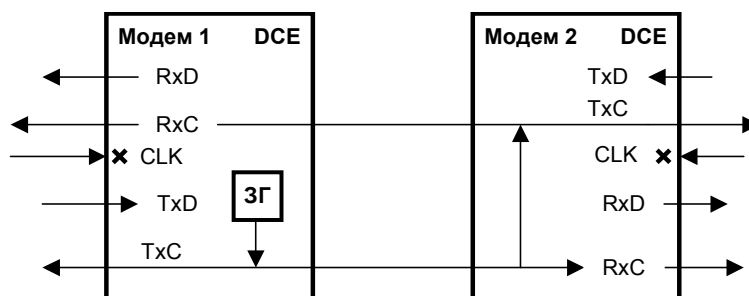 Модем 1 DCE
RxD
RxC
CLK
TxD
ЗГ
TxC
Модем 2 DCE
TxD
TxC
CLK
RxD
RxC